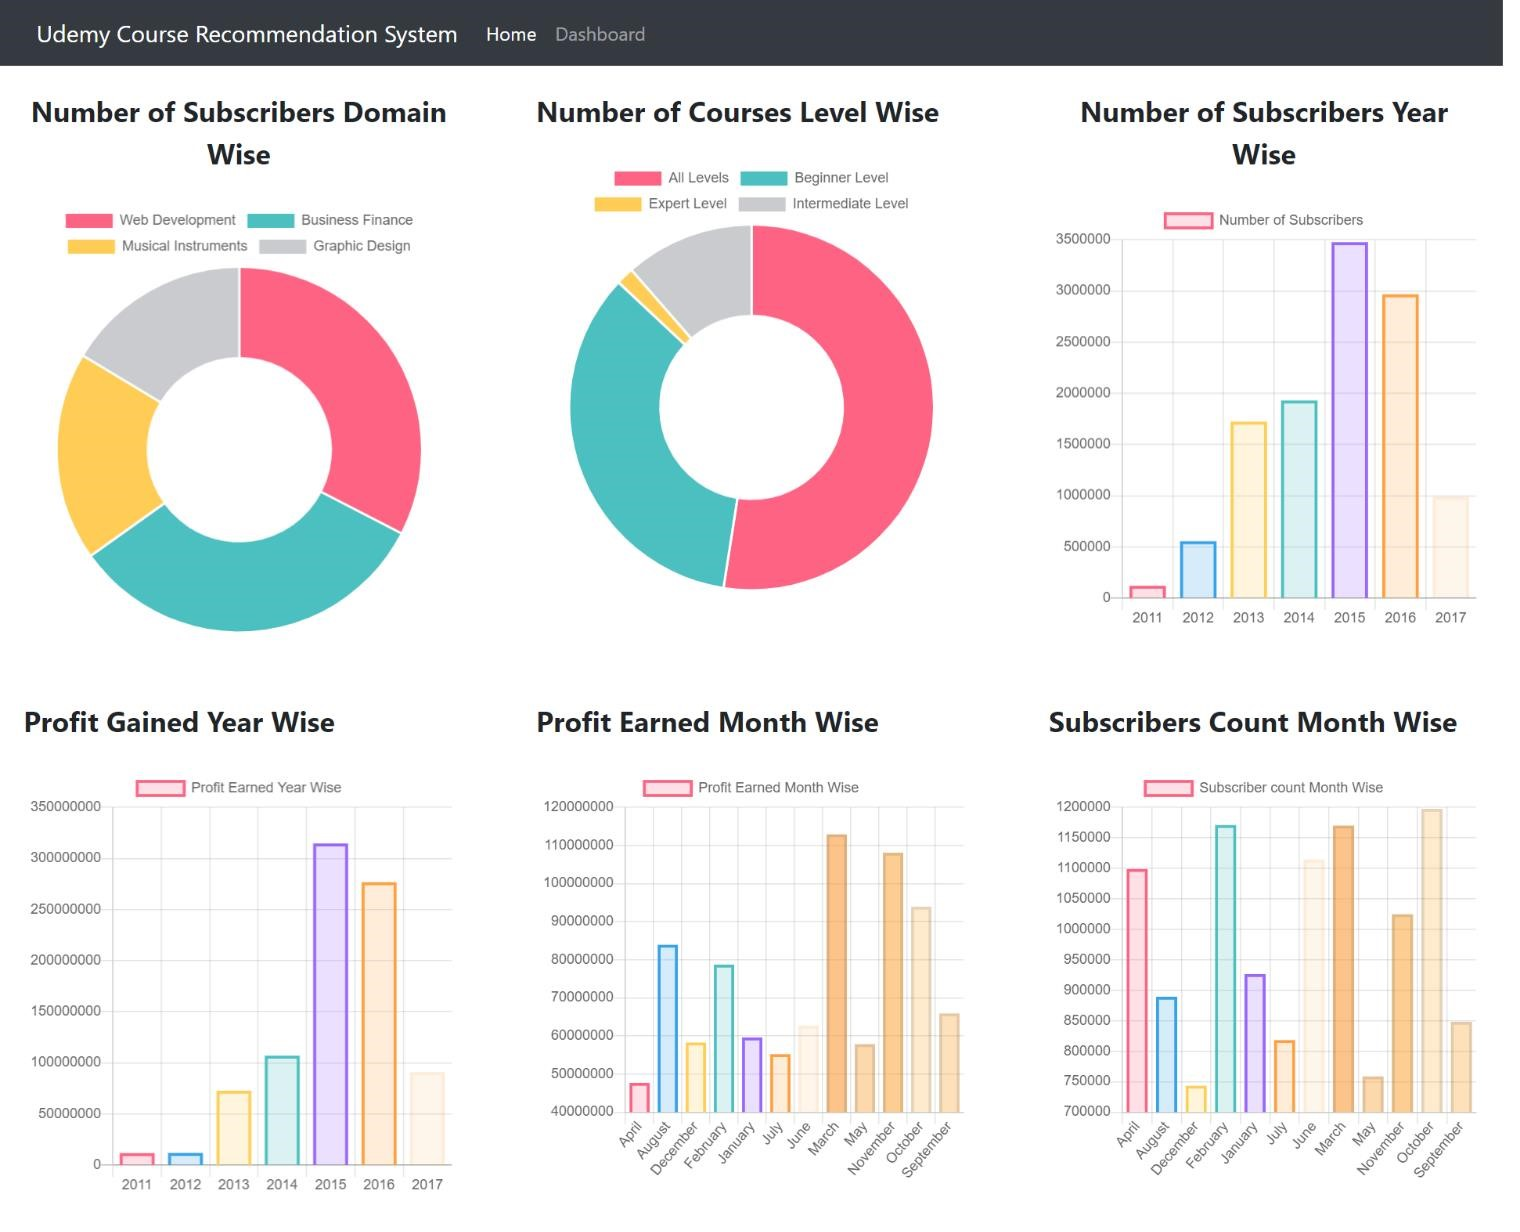 Udemy Course Recommendation System Home Dashboard
Number of Subscribers Domain
Wise
Web Development Business Finance
Musical Instruments Graphic Design
Number of Courses Level Wise
All Levels Beginner Level
Expert Level Intermediate Level
Number of Subscribers Year
Wise
Number of Subscribers
3500000
3000000
2500000
2000000
1500000
1000000
500000
0
2011 2012 2013 2014 2015 2016 2017
Profit Gained Year Wise
Profit Earned Year Wise
350000000
300000000
250000000
200000000
150000000
100000000
50000000
0
2011 2012 2013 2014 2015 2016 2017
Profit Earned Month Wise
Profit Earned Month Wise
120000000
110000000
100000000
90000000
80000000
70000000
60000000
50000000
40000000
April August December February January July June March May November October September
Subscribers Count Month Wise
Subscriber count Month Wise
1200000
1150000
1100000
1050000
1000000
950000
900000
850000
800000
750000
700000
April August December February January July June March May November October September